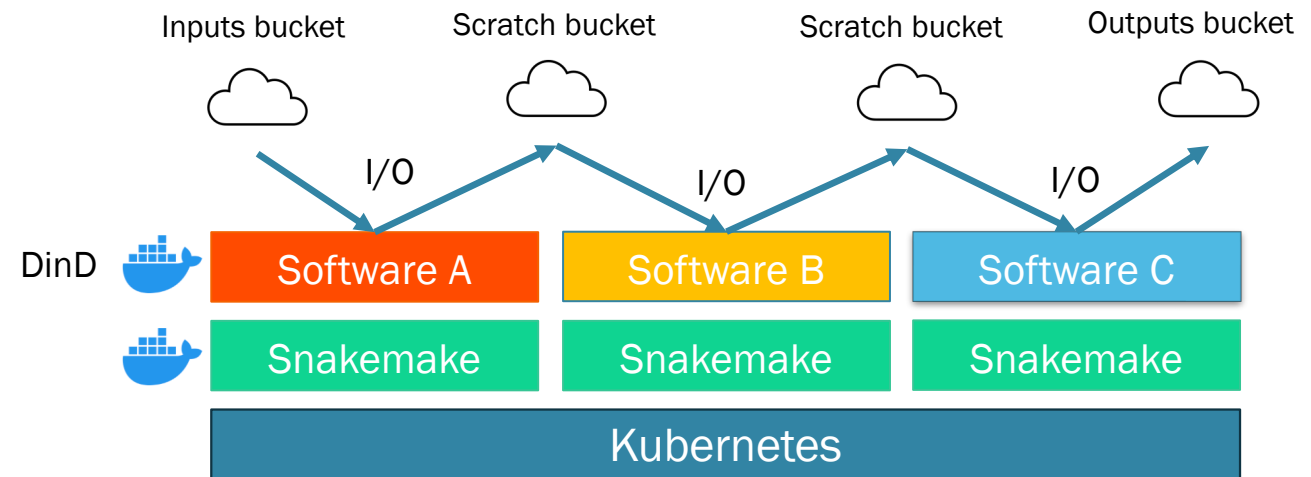 Inputs bucket
Scratch bucket
Scratch bucket
Outputs bucket
I/O
I/O
I/O
DinD
Software A
Software B
Software C
Snakemake
Snakemake
Snakemake
Kubernetes